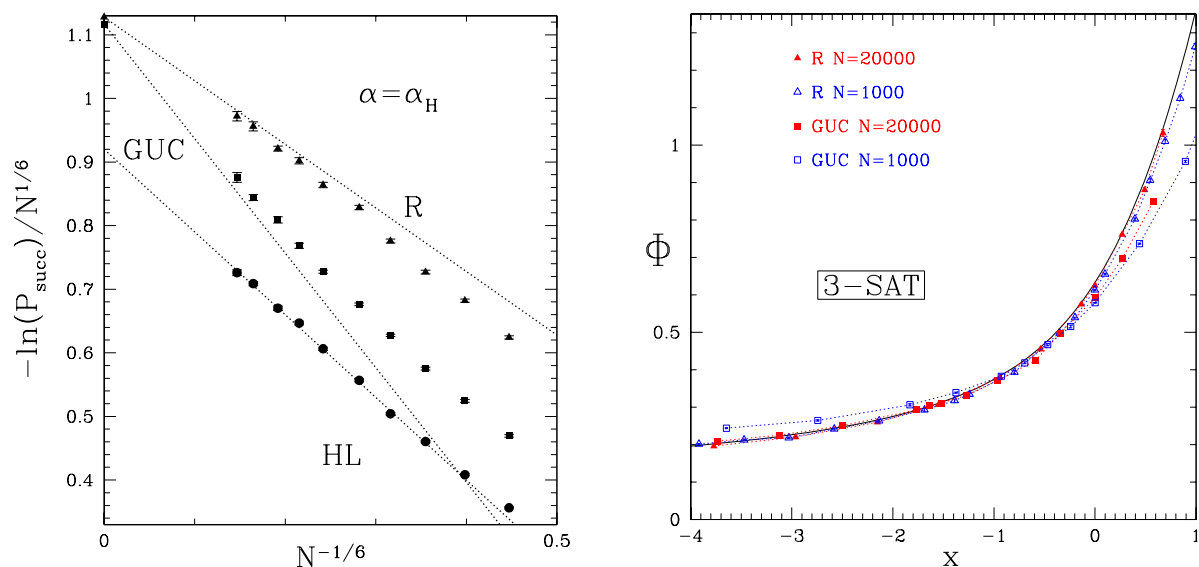 1.1
1
0.9
0.8
0.7
0.6
0.5
0.4
−ln(P_succ)/N^1/6
α=α_H
GUC
R
HL
0
0.5
N^−1/6
R N=20000
R N=1000
GUC N=20000
GUC N=1000
1
0.5
0
Φ
3−SAT
−4
−3
−2
−1
0
1
x